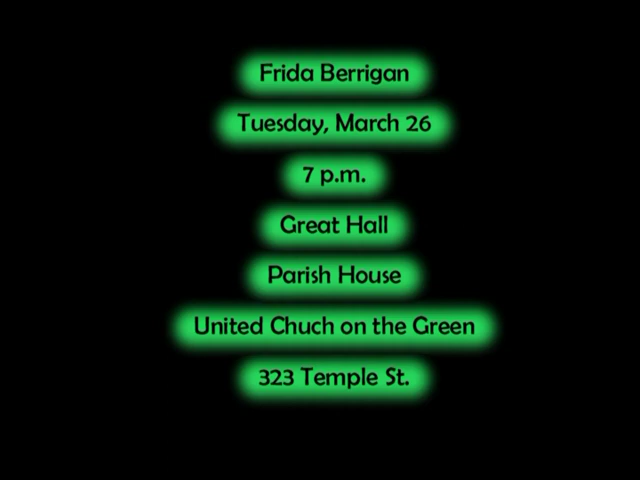 Frida Berrigan
Tuesday, March 26
7 p.m.
Great Hall
Parish House
United Chuch on the Green
323 Temple St.